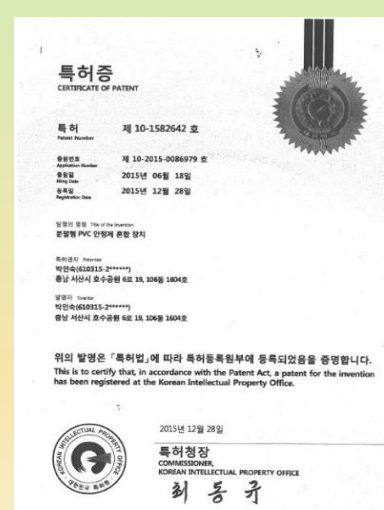 특허증
CERTIFICATE OF PATENT
특허 제 10-1582642 호
Patent Number
출원번호 제 10-2015-0086979 호
Application Number
출원일 2015년 06월 18일
Filing Date
등록일 2015년 12월 28일
Registration Date
발명의 명칭 Title of the Invention
분말형 PVC 안정제 혼합 장치
특허권자 Patentee
박민숙(610315-2******)
충남 서산시 호수공원 6로 19, 106동 1604호
발명자 Inventor
박민숙(610315-2******)
충남 서산시 호수공원 6로 19, 106동 1604호
위의 발명은 「특허법」에 따라 특허등록원부에 등록되었음을 증명합니다.
This is to certify that, in accordance with the Patent Act, a patent for the invention
has been registered at the Korean Intellectual Property Office.
2015년 12월 28일
특허청장
COMMISSIONER,
KOREAN INTELLECTUAL PROPERTY OFFICE
최동규
KOREAN INTELLECTUAL PROPERTY OFFICE
대한민국 특허청